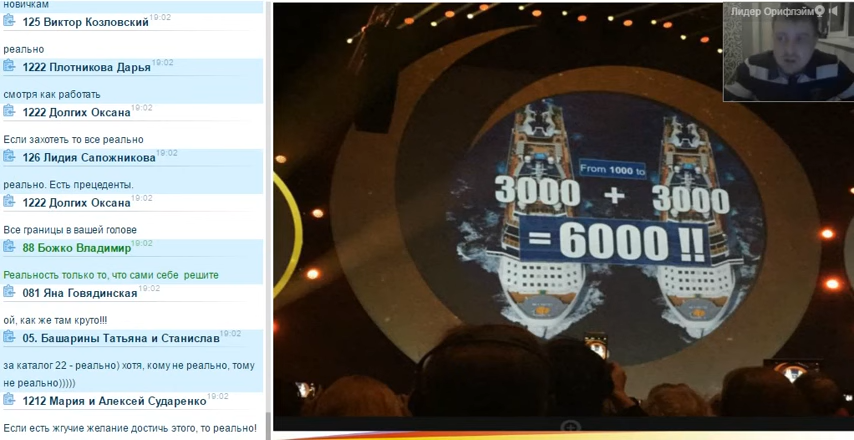 новичкам
125 Виктор Козловский 19:02
реально
1222 Плотникова Дарья 19:02
смотря как работать
1222 Долгих Оксана 19:02
Если захотеть то все реально
126 Лидия Сапожникова 19:02
реально. Есть прецеденты.
1222 Долгих Оксана 19:02
Все границы в вашей голове
88 Божко Владимир 19:02
Реальность только то, что сами себе решите
081 Яна Говядинская 19:02
ой, как же там круто!!!
05. Башарины Татьяна и Станислав 19:02
за каталог 22 - реально) хотя, кому не реально, тому
не реально)))))
1212 Мария и Алексей Сударенко 19:02
Если есть жгучие желание достичь этого, то реально!
Лидер Орифлэйм
From 1000 to
3000 + 3000
= 6000 !!